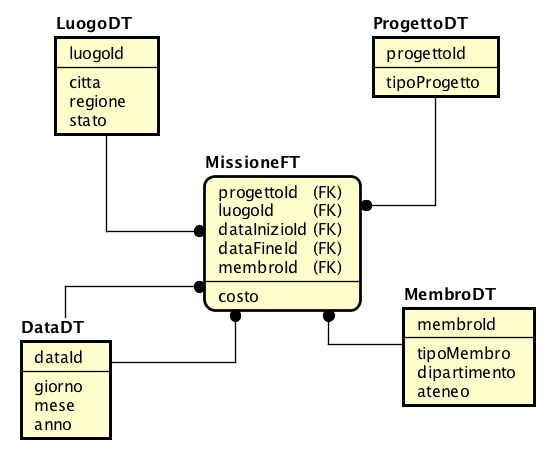 LuogoDT
luogoId
citta
regione
stato
ProgettoDT
progettoId
tipoProgetto
MissioneFT
progettoId (FK)
luogoId (FK)
dataInizioId (FK)
dataFineId (FK)
membroId (FK)
costo
DataDT
dataId
giorno
mese
anno
MembroDT
membroId
tipoMembro
dipartimento
ateneo